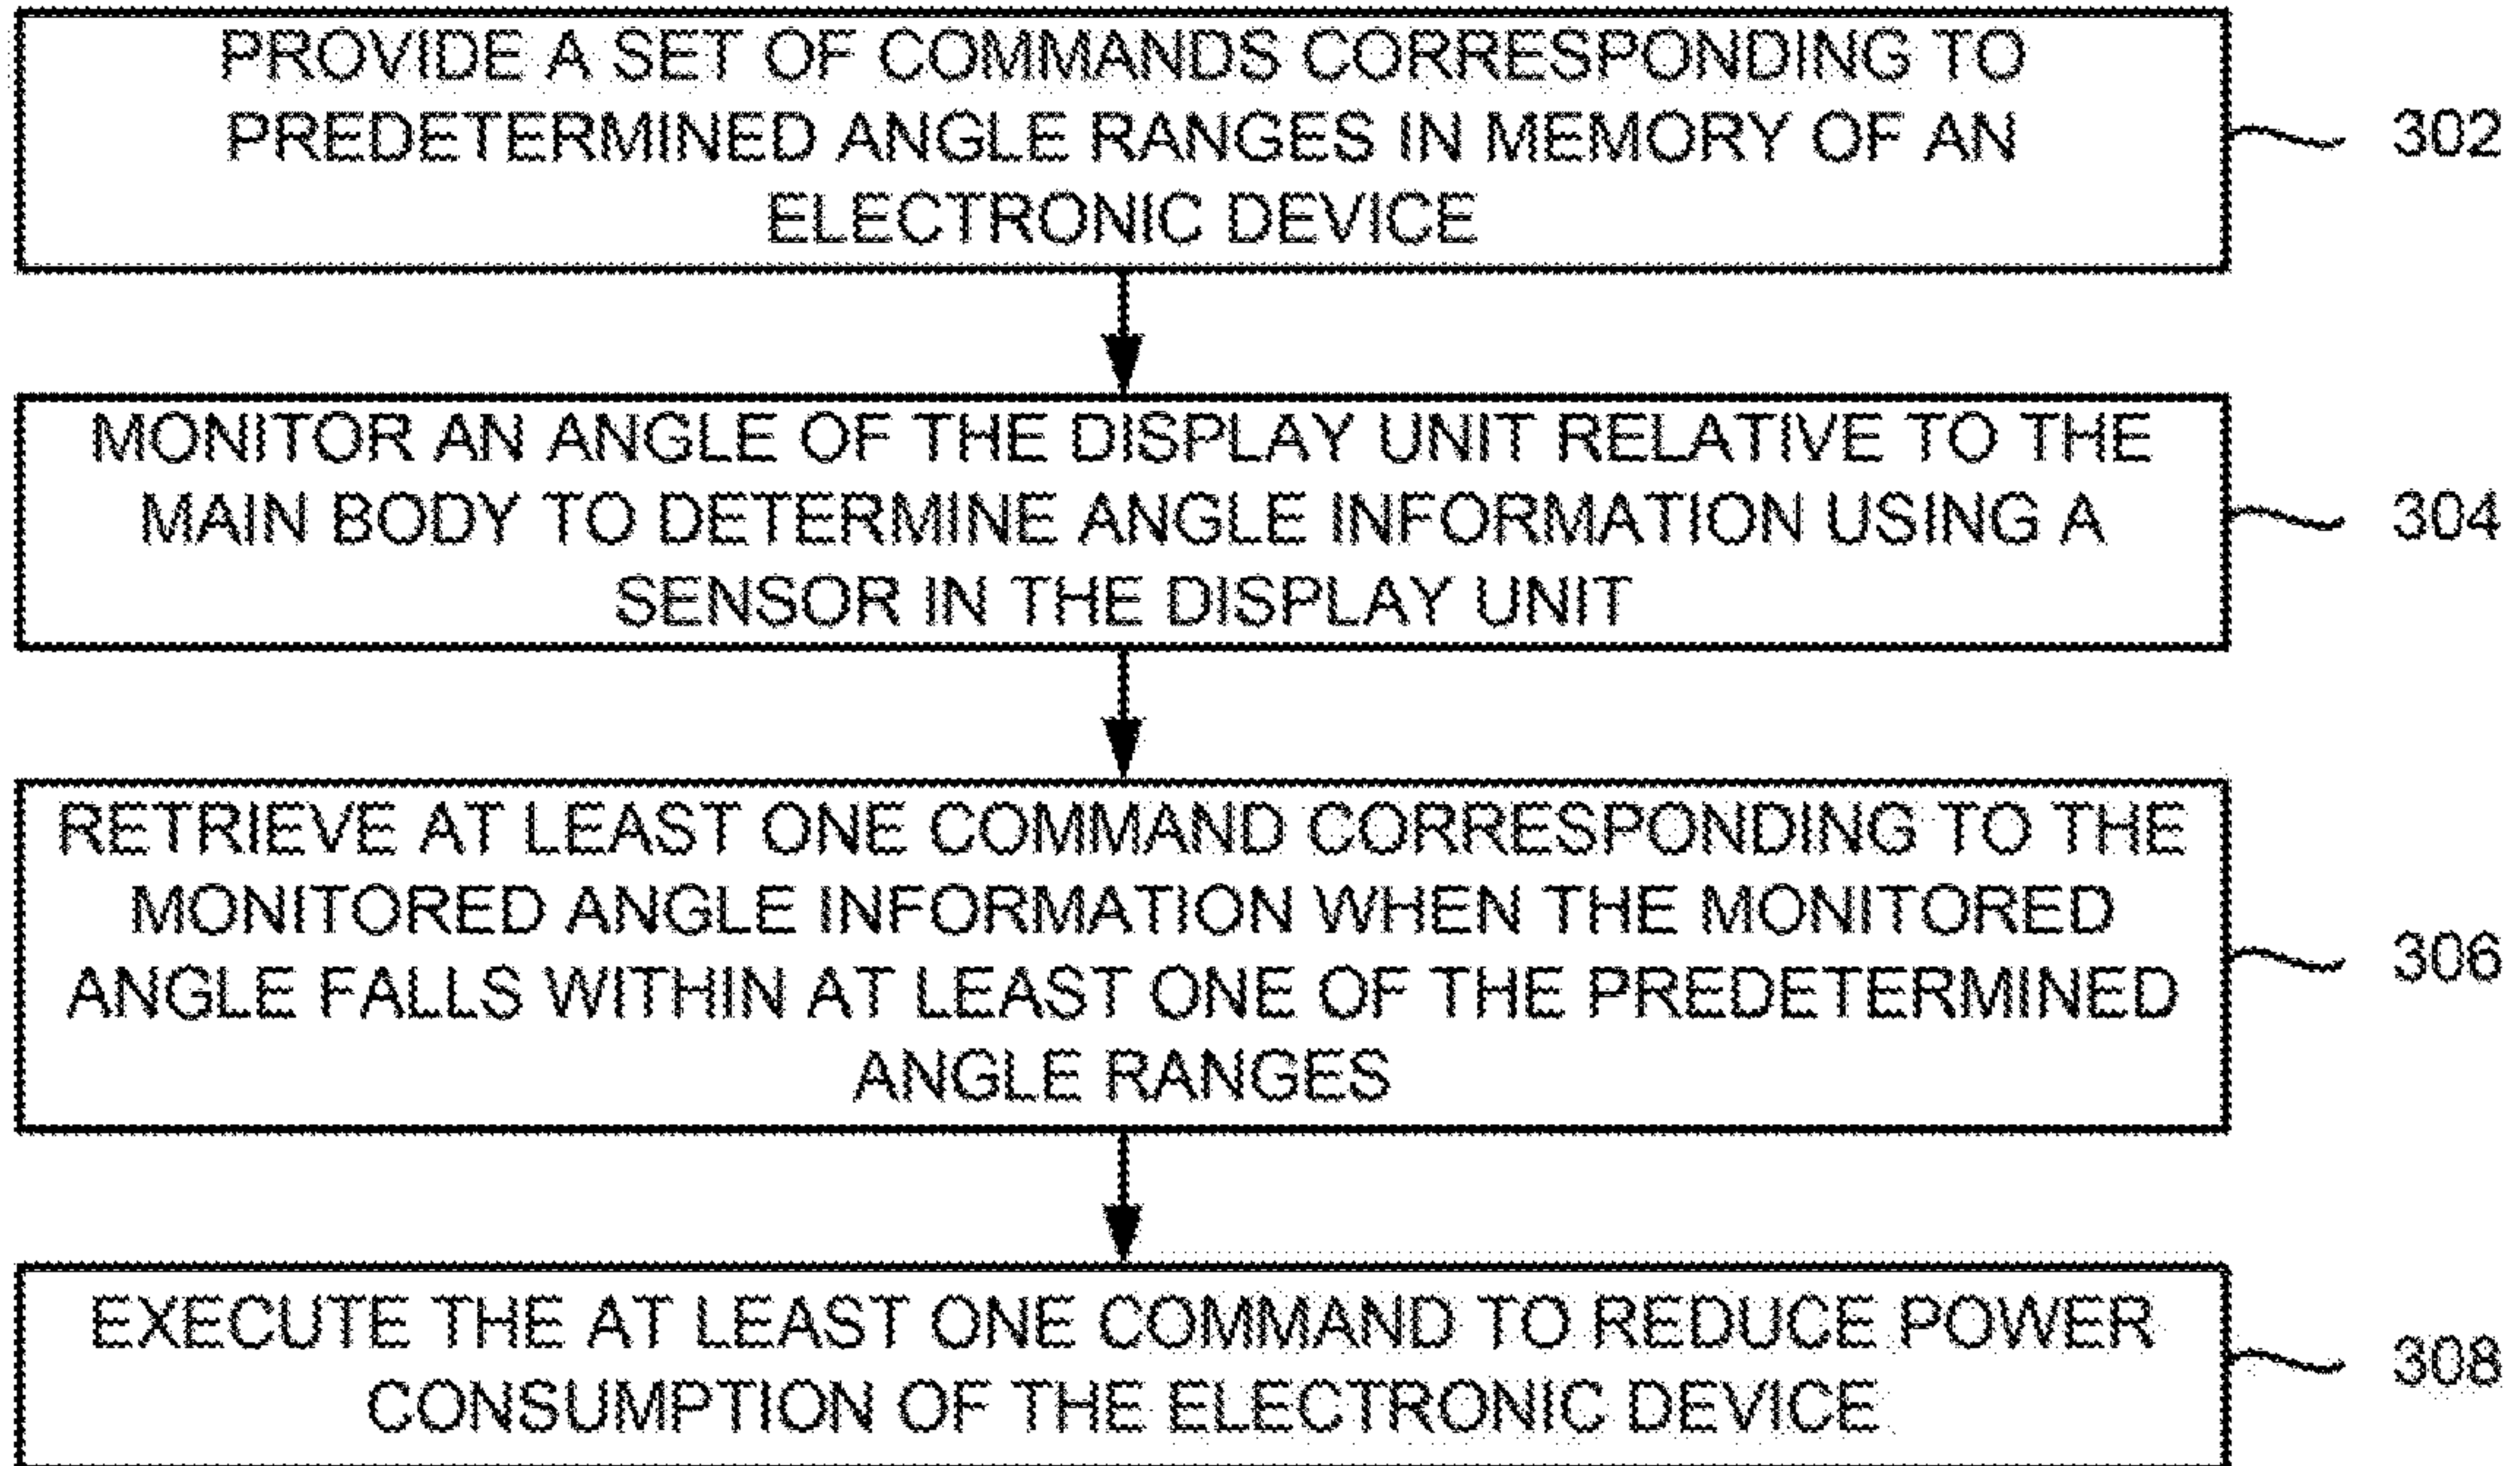 PROVIDE A SET OF COMMANDS CORRESPONDING TO
PREDETERMINED ANGLE RANGES IN MEMORY OF AN
ELECTRONIC DEVICE
302
MONITOR AN ANGLE OF THE DISPLAY UNIT RELATIVE TO THE
MAIN BODY TO DETERMINE ANGLE INFORMATION USING A
SENSOR IN THE DISPLAY UNIT
304
RETRIEVE AT LEAST ONE COMMAND CORRESPONDING TO THE
MONITORED ANGLE INFORMATION WHEN THE MONITORED
ANGLE FALLS WITHIN AT LEAST ONE OF THE PREDETERMINED
ANGLE RANGES
306
EXECUTE THE AT LEAST ONE COMMAND TO REDUCE POWER
CONSUMPTION OF THE ELECTRONIC DEVICE
308